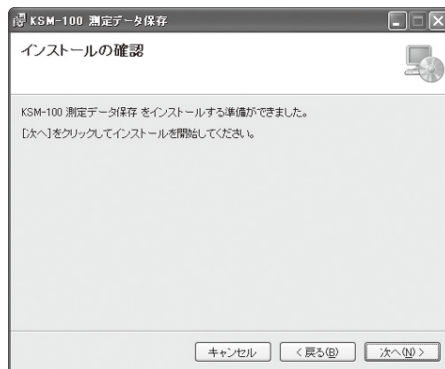 KSM-100 測定データ保存
インストールの確認
KSM-100 測定データ保存 をインストールする準備ができました。
[次へ]をクリックしてインストールを開始してください。
キャンセル
< 戻る(B)
次へ(N) >